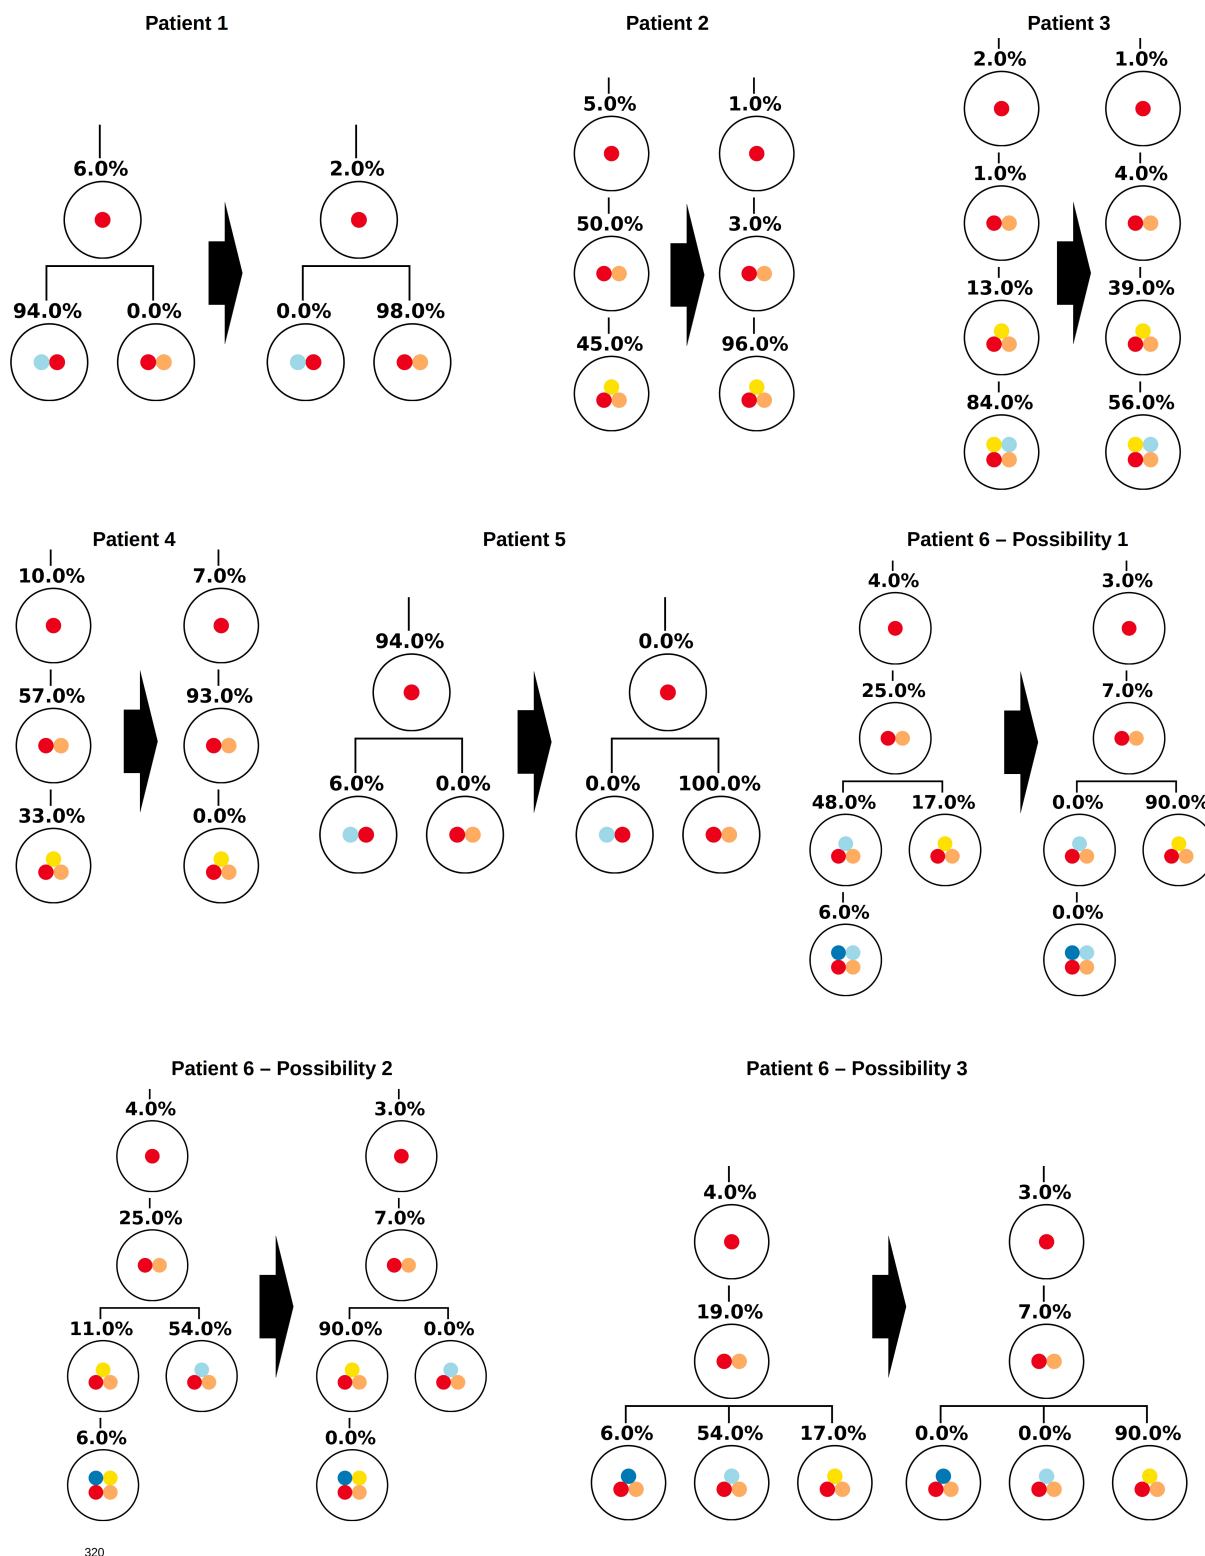 Patient 1
Patient 2
Patient 3
2.0% 1.0%
5.0% 1.0%
6.0% 2.0%
1.0% 4.0%
50.0% 3.0%
13.0% 39.0%
94.0% 0.0% 0.0% 98.0%
45.0% 96.0%
84.0% 56.0%
Patient 4
Patient 5
Patient 6 – Possibility 1
10.0% 7.0%
4.0% 3.0%
94.0% 0.0%
57.0% 93.0%
25.0% 7.0%
6.0% 0.0% 0.0% 100.0%
48.0% 17.0% 0.0% 90.0%
33.0% 0.0%
6.0% 0.0%
Patient 6 – Possibility 2
Patient 6 – Possibility 3
4.0% 3.0%
4.0% 3.0%
25.0% 7.0%
19.0% 7.0%
11.0% 54.0% 90.0% 0.0%
6.0% 54.0% 17.0% 0.0% 0.0% 90.0%
6.0% 0.0%
320